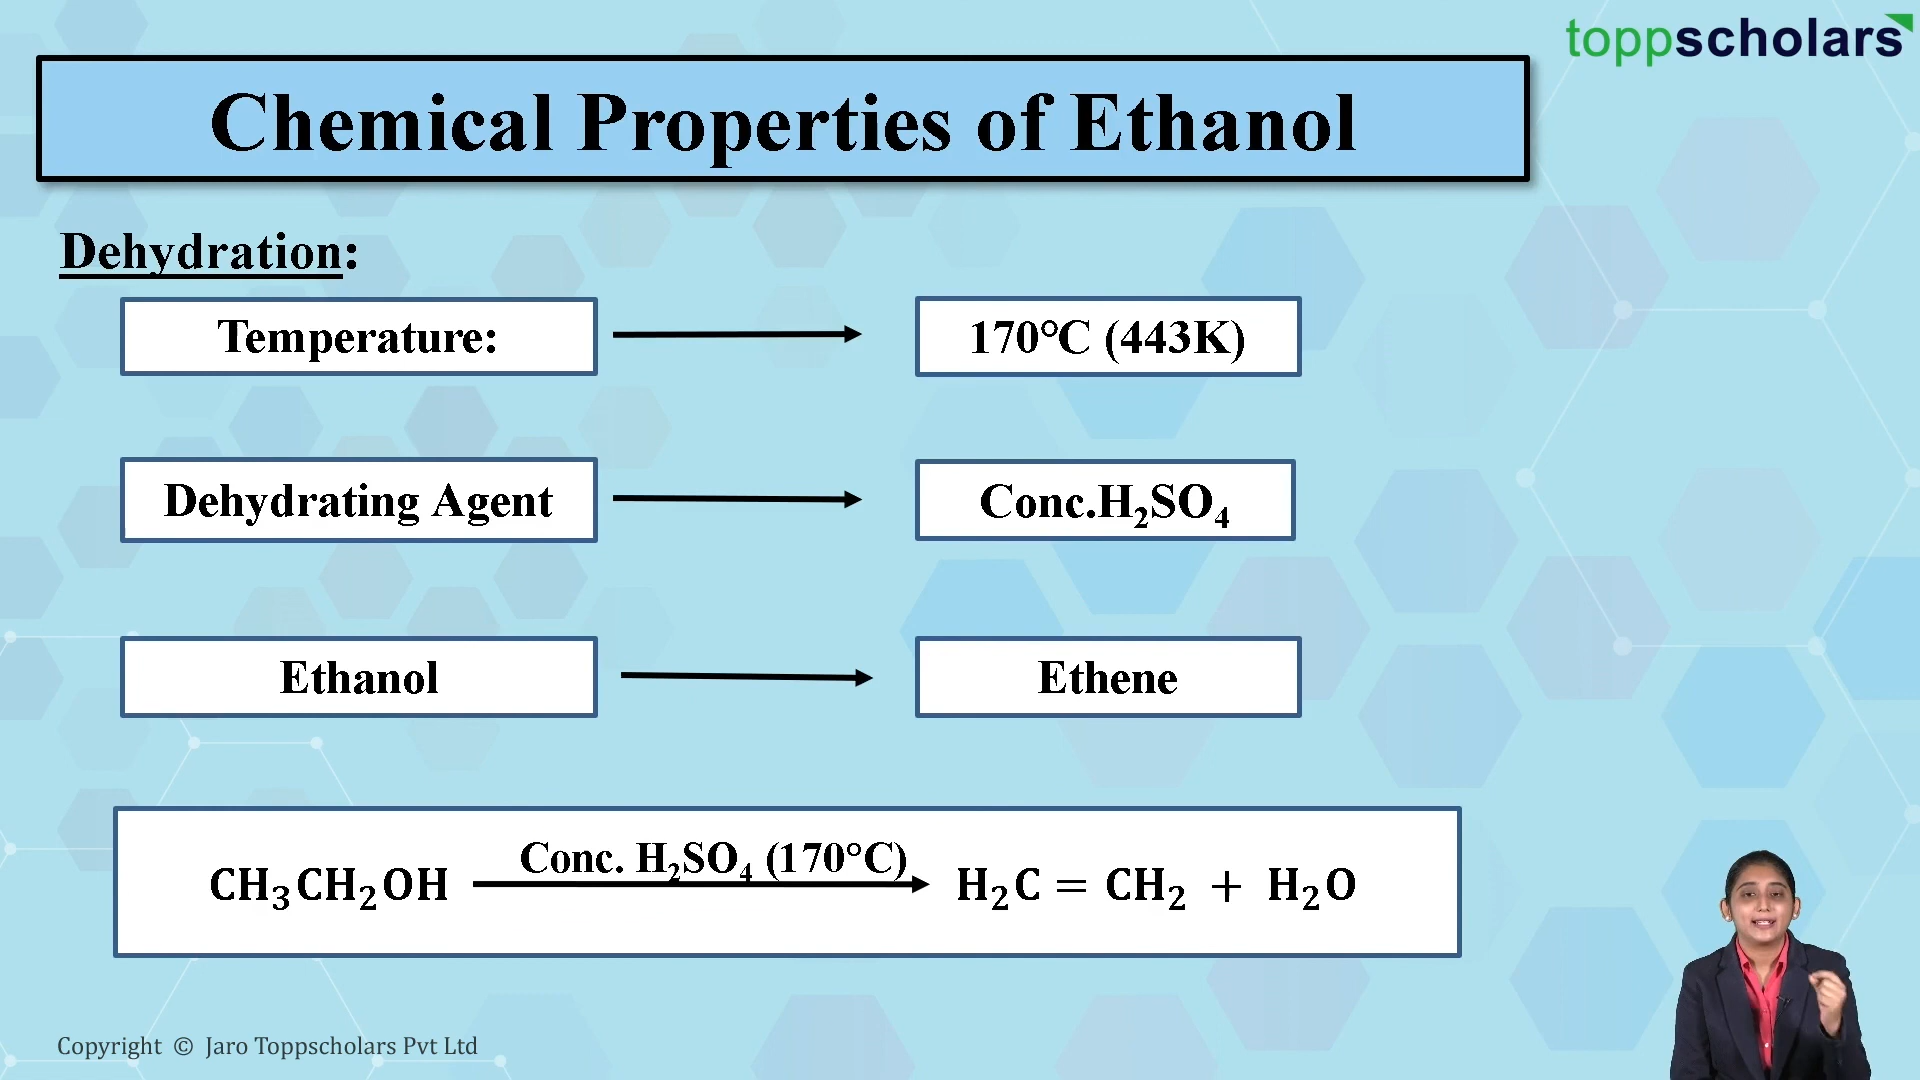 toppscholars
Chemical Properties of Ethanol
Dehydration:
Temperature:
170°C (443K)
Dehydrating Agent
Conc.H₂SO₄
Ethanol
Ethene
Conc. H₂SO₄ (170°C)
CH₃CH₂OH H₂C = CH₂ + H₂O
Copyright © Jaro Toppscholars Pvt Ltd